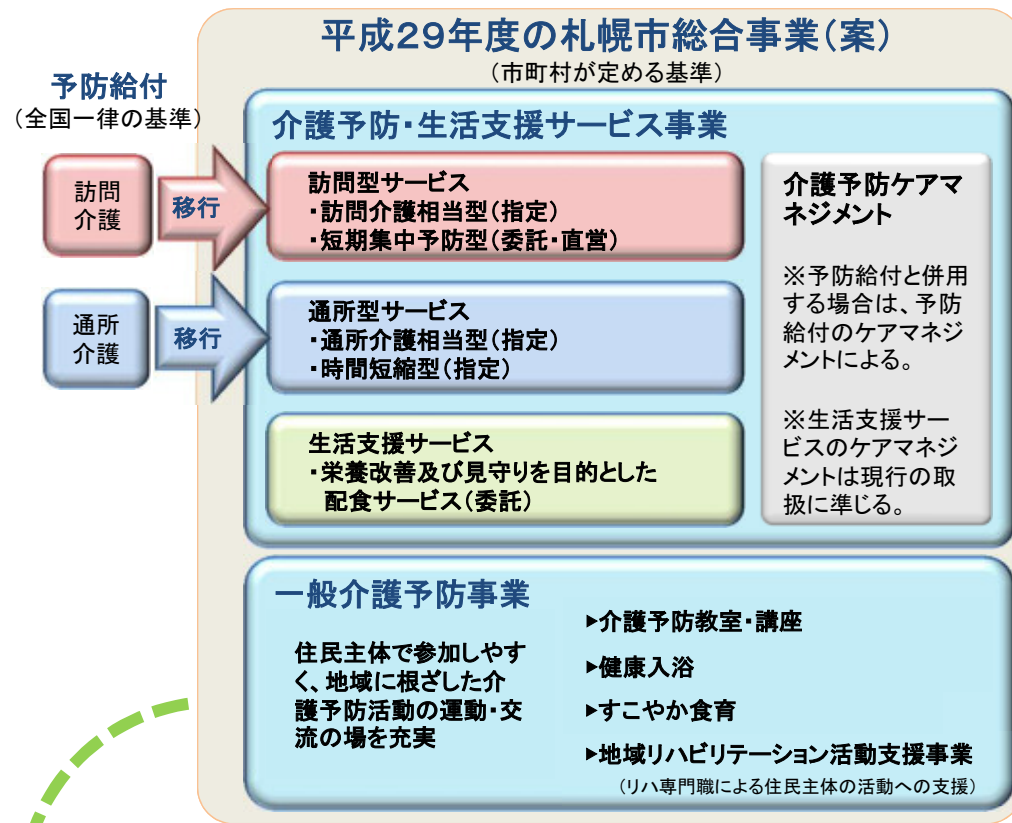 平成29年度の札幌市総合事業(案)
(市町村が定める基準)
予防給付
(全国一律の基準)
介護予防・生活支援サービス事業
訪問
介護
移行
訪問型サービス
・訪問介護相当型(指定)
・短期集中予防型(委託・直営)
通所
介護
移行
通所型サービス
・通所介護相当型(指定)
・時間短縮型(指定)
生活支援サービス
・栄養改善及び見守りを目的とした
配食サービス(委託)
介護予防ケアマ
ネジメント
※予防給付と併用
する場合は、予防
給付のケアマネジ
メントによる。
※生活支援サー
ビスのケアマネジ
メントは現行の取
扱に準じる。
一般介護予防事業
住民主体で参加しやす
く、地域に根ざした介
護予防活動の運動・交
流の場を充実
▶介護予防教室・講座
▶健康入浴
▶すこやか食育
▶地域リハビリテーション活動支援事業
(リハ専門職による住民主体の活動への支援)